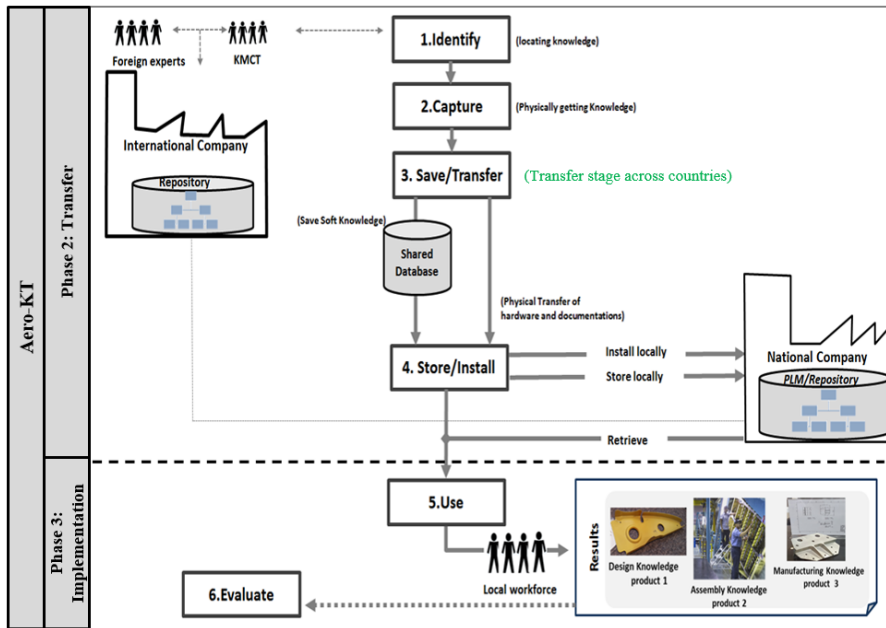 Aero-KT
Phase 2: Transfer
Phase 3:
Implementation
Foreign experts
KMCT
1.Identify
(locating knowledge)
2.Capture
(Physically getting Knowledge)
International Company
Repository
3. Save/Transfer
(Transfer stage across countries)
(Save Soft Knowledge)
Shared
Database
(Physical Transfer of
hardware and documentations)
4. Store/Install
Install locally
Store locally
National Company
PLM/Repository
Retrieve
5.Use
Local workforce
Results
Design Knowledge
product 1
Assembly Knowledge
product 2
Manufacturing Knowledge
product 3
6.Evaluate